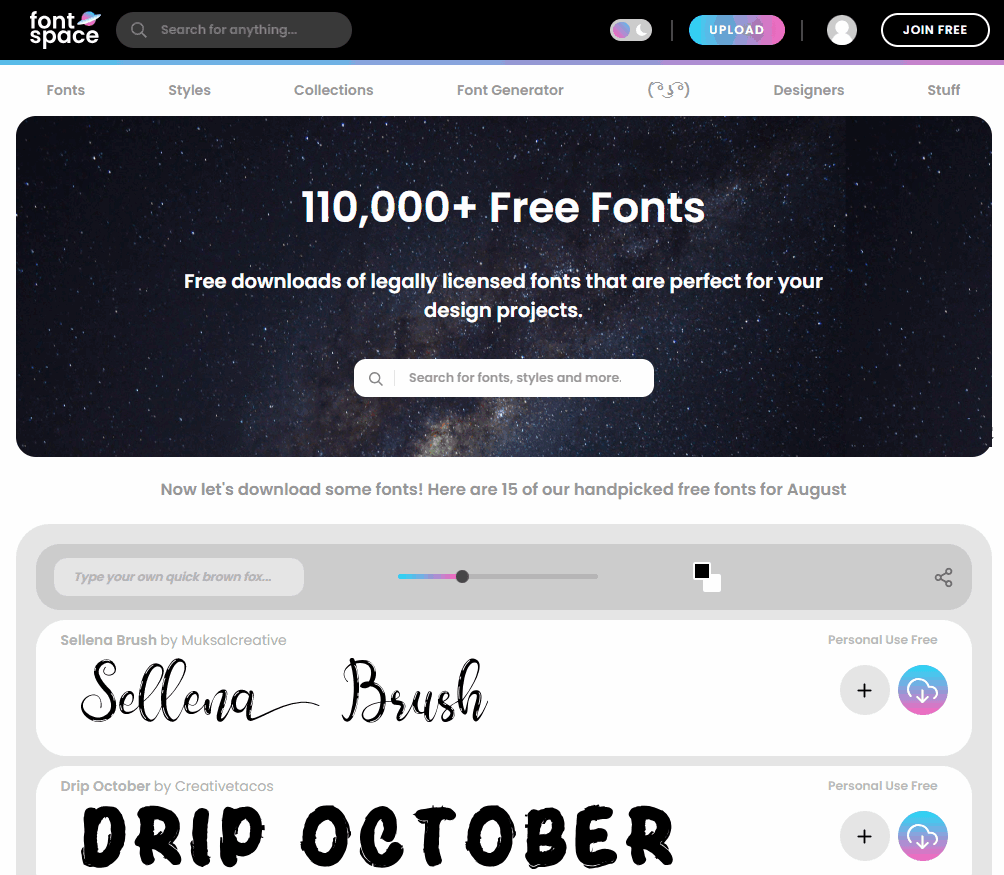 font
space
Search for anything...
UPLOAD
JOIN FREE
Fonts
Styles
Collections
Font Generator
( ͡° ͜ʖ ͡°)
Designers
Stuff
110,000+ Free Fonts
Free downloads of legally licensed fonts that are perfect for your
design projects.
Search for fonts, styles and more.
Now let's download some fonts! Here are 15 of our handpicked free fonts for August
Type your own quick brown fox...
Sellena Brush by Muksalcreative
Personal Use Free
Sellena Brush
Drip October by Creativetacos
Personal Use Free
DRIP OCTOBER